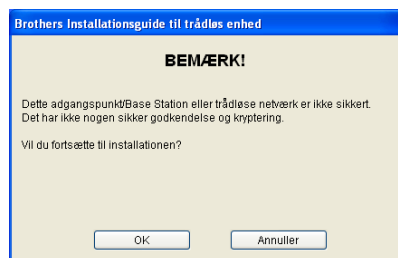 Brothers Installationsguide til trådløs enhed
BEMÆRK!
Dette adgangspunkt/Base Station eller trådløse netværk er ikke sikkert.
Det har ikke nogen sikker godkendelse og kryptering.
Vil du fortsætte til installationen?
OK
Annuller